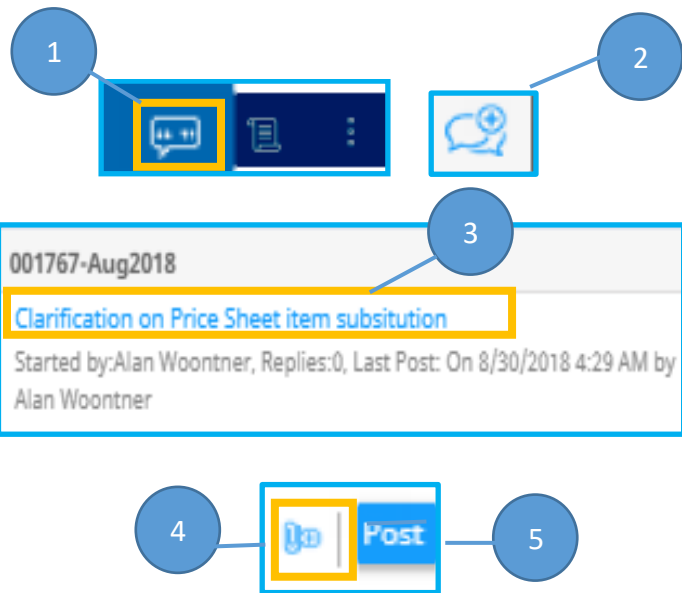 1
2
3
001767-Aug2018
Clarification on Price Sheet item subsitution
Started by:Alan Woontner, Replies:0, Last Post: On 8/30/2018 4:29 AM by
Alan Woontner
4
Post
5